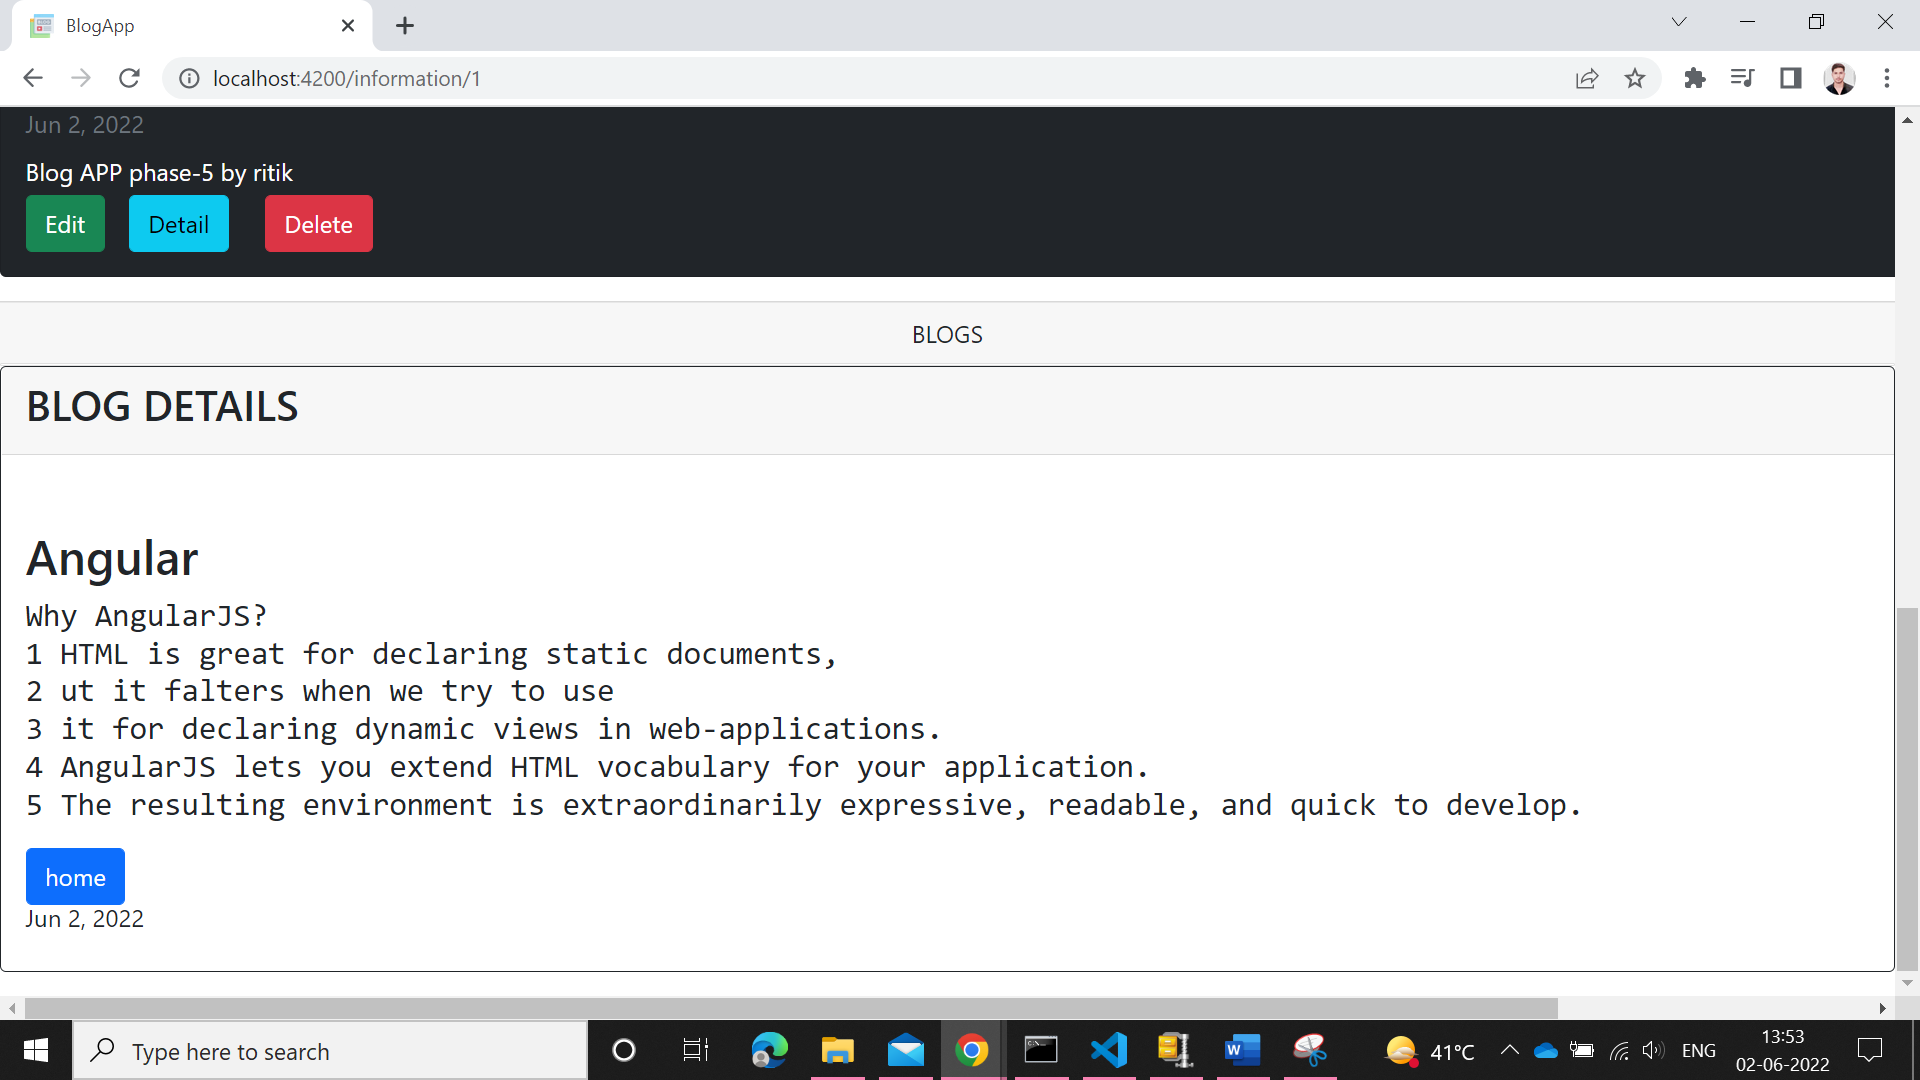 BlogApp
localhost:4200/information/1
Jun 2, 2022
Blog APP phase-5 by ritik
Edit Detail Delete
BLOGS
BLOG DETAILS
Angular
Why AngularJS?
1 HTML is great for declaring static documents,
2 ut it falters when we try to use
3 it for declaring dynamic views in web-applications.
4 AngularJS lets you extend HTML vocabulary for your application.
5 The resulting environment is extraordinarily expressive, readable, and quick to develop.
home
Jun 2, 2022
Type here to search
41°C
ENG
13:53
02-06-2022